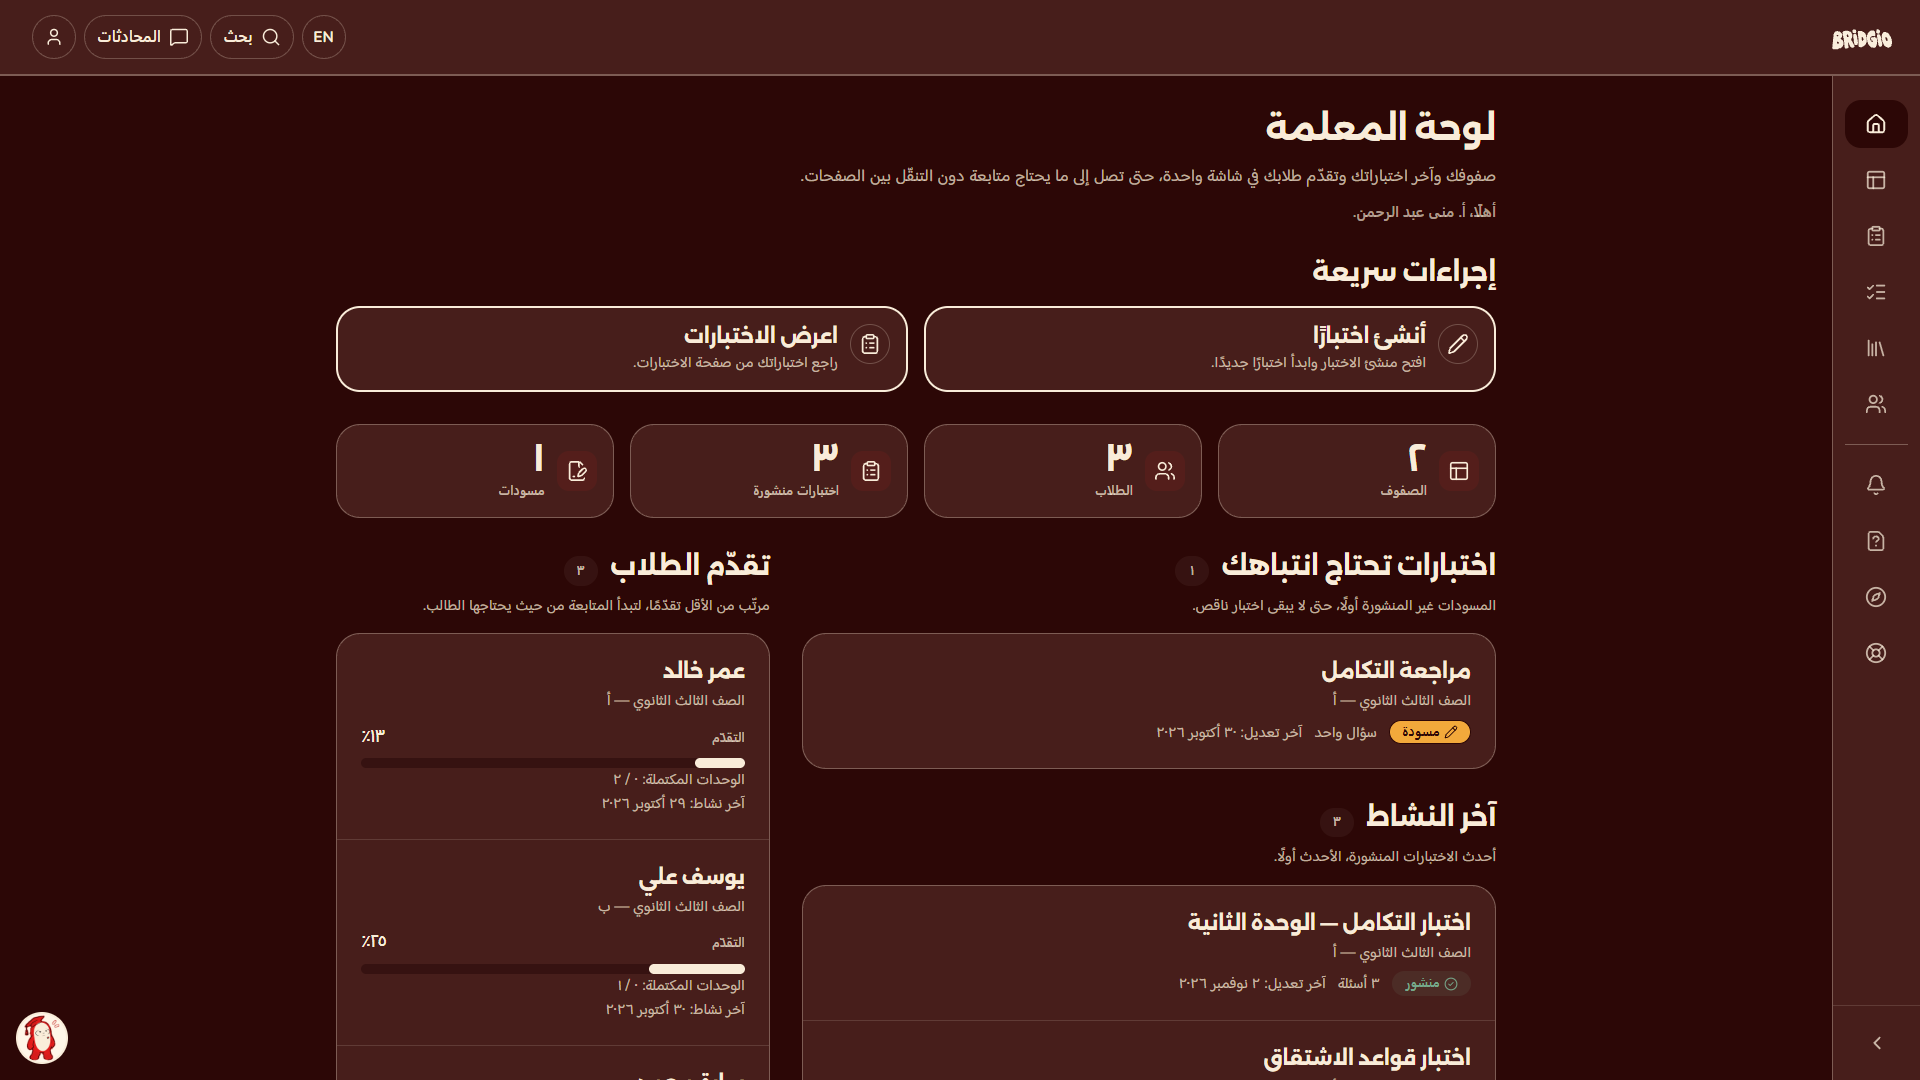 BRiDGiO
EN
بحث
المحادثات
لوحة المعلمة
صفوفك وآخر اختباراتك وتقدّم طلابك في شاشة واحدة، حتى تصل إلى ما يحتاج متابعة دون التنقّل بين الصفحات.
أهلًا، أ. منى عبد الرحمن.
إجراءات سريعة
أنشئ اختبارًا
افتح منشئ الاختبار وابدأ اختبارًا جديدًا.
اعرض الاختبارات
راجع اختباراتك من صفحة الاختبارات.
٢
الصفوف
٣
الطلاب
٣
اختبارات منشورة
١
مسودات
اختبارات تحتاج انتباهك ١
المسودات غير المنشورة أولًا، حتى لا يبقى اختبار ناقص.
مراجعة التكامل
الصف الثالث الثانوي — أ
مسودة سؤال واحد آخر تعديل: ٣٠ أكتوبر ٢٠٢٦
آخر النشاط ٣
أحدث الاختبارات المنشورة، الأحدث أولًا.
اختبار التكامل — الوحدة الثانية
الصف الثالث الثانوي — أ
منشور ٣ أسئلة آخر تعديل: ٢ نوفمبر ٢٠٢٦
اختبار قواعد الاشتقاق
تقدّم الطلاب ٣
مرتّب من الأقل تقدّمًا، لتبدأ المتابعة من حيث يحتاجها الطالب.
عمر خالد
الصف الثالث الثانوي — أ
التقدّم ١٣٪
الوحدات المكتملة: ٠ / ٢
آخر نشاط: ٢٩ أكتوبر ٢٠٢٦
يوسف علي
الصف الثالث الثانوي — ب
التقدّم ٢٥٪
الوحدات المكتملة: ٠ / ١
آخر نشاط: ٣٠ أكتوبر ٢٠٢٦